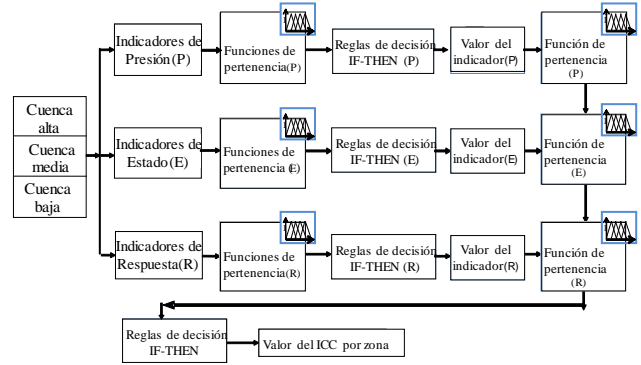 Cuenca
alta
Cuenca
media
Cuenca
baja
Indicadores de
Presión (P)
Funciones de
pertenencia(P)
Reglas de decisión
IF-THEN (P)
Valor del
indicador(P)
Función de
pertenencia
(P)
Indicadores de
Estado (E)
Funciones de
pertenencia (E)
Reglas de decisión
IF-THEN (E)
Valor del
indicador(E)
Función de
pertenencia
(E)
Indicadores de
Respuesta(R)
Funciones de
pertenencia(R)
Reglas de decisión
IF-THEN (R)
Valor del
indicador(R)
Función de
pertenencia
(R)
Reglas de decisión
IF-THEN
Valor del ICC por zona